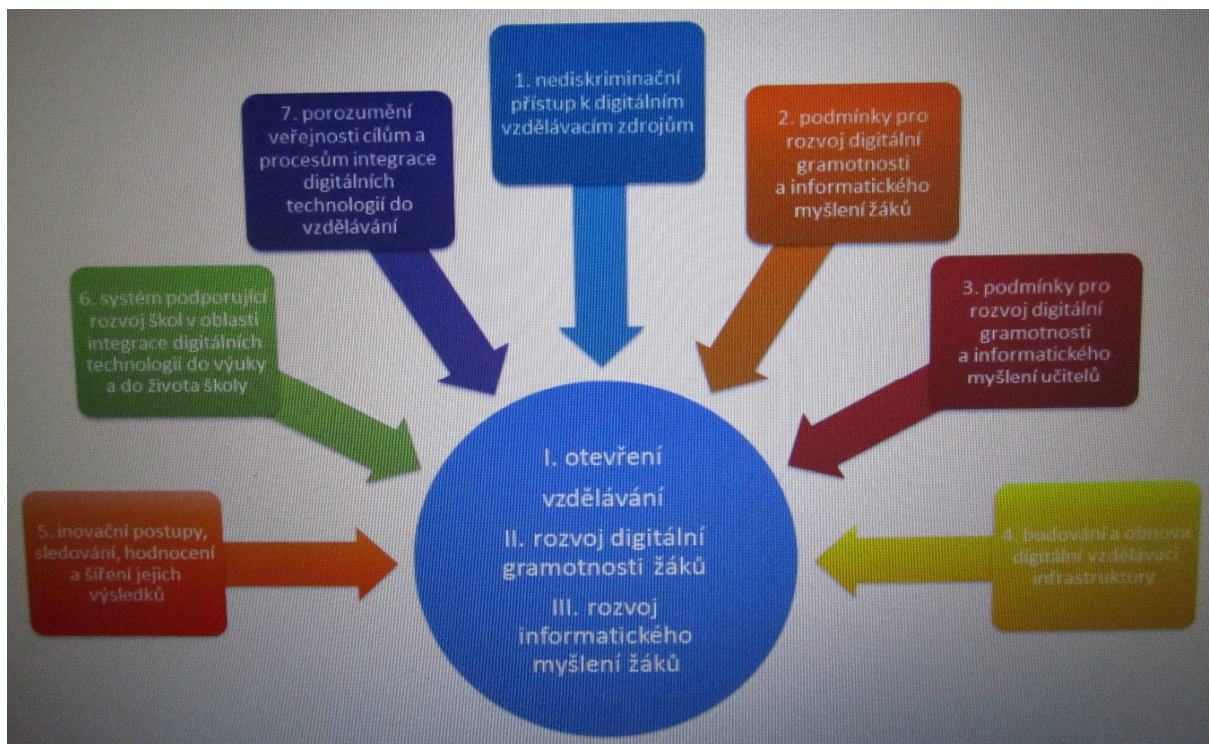 1. nediskriminační
přístup k digitálním
vzdělávacím zdrojům
2. podmínky pro
rozvoj digitální
gramotnosti
a informatického
myšlení žáků
3. podmínky pro
rozvoj digitální
gramotnosti
a informatického
myšlení učitelů
4. budování a obnova
digitální vzdělávací
infrastruktury
5. inovační postupy,
sledování, hodnocení
a šíření jejich
výsledků
6. systém podporující
rozvoj škol v oblasti
integrace digitálních
technologií do výuky
a do života školy
7. porozumění
veřejnosti cílům a
procesům integrace
digitálních
technologií do
vzdělávání
I. otevření
vzdělávání
II. rozvoj digitální
gramotnosti žáků
III. rozvoj
informatického
myšlení žáků